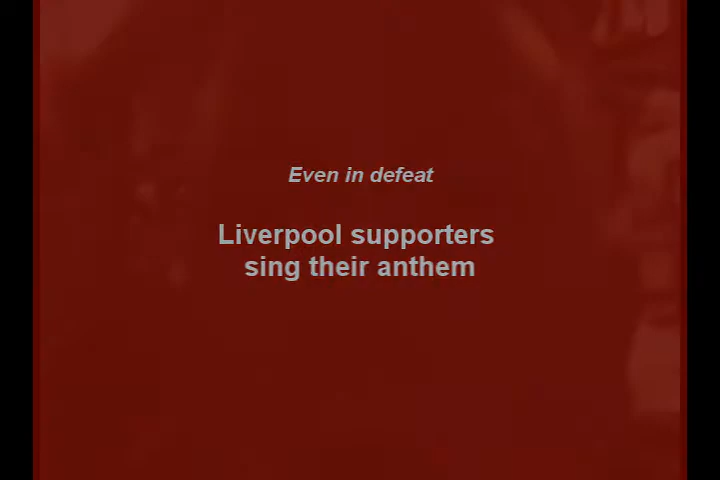 Even in defeat
Liverpool supporters
sing their anthem